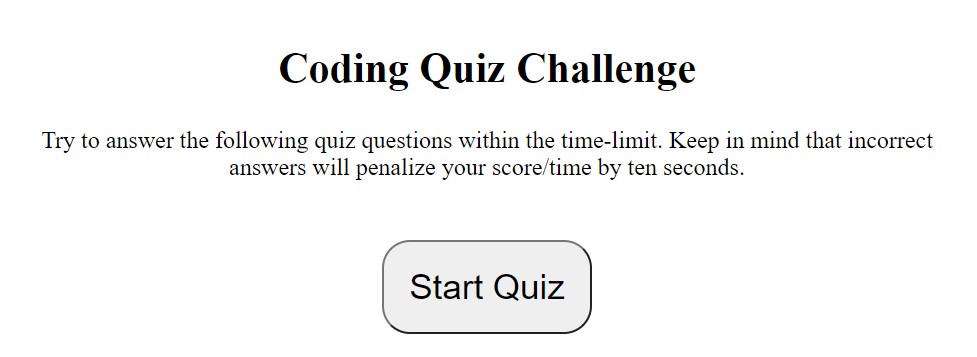 Coding Quiz Challenge
Try to answer the following quiz questions within the time-limit. Keep in mind that incorrect
answers will penalize your score/time by ten seconds.
Start Quiz